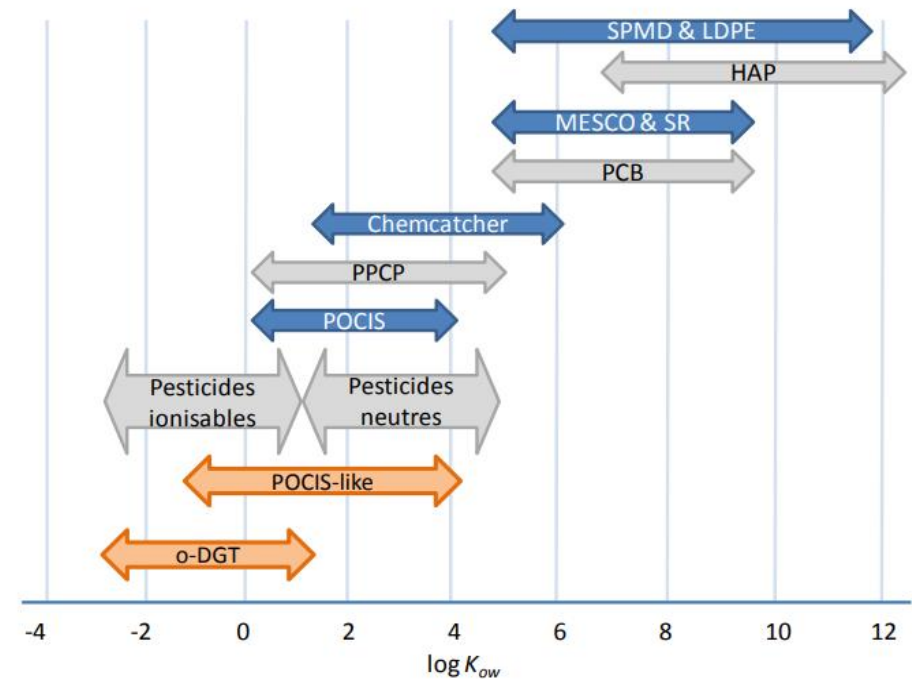 SPMD & LDPE
HAP
MESCO & SR
PCB
Chemcatcher
PPCP
POCIS
Pesticides
ionisables
Pesticides
neutres
POCIS-like
o-DGT
-4 -2 0 2 4 6 8 10 12
log Kow